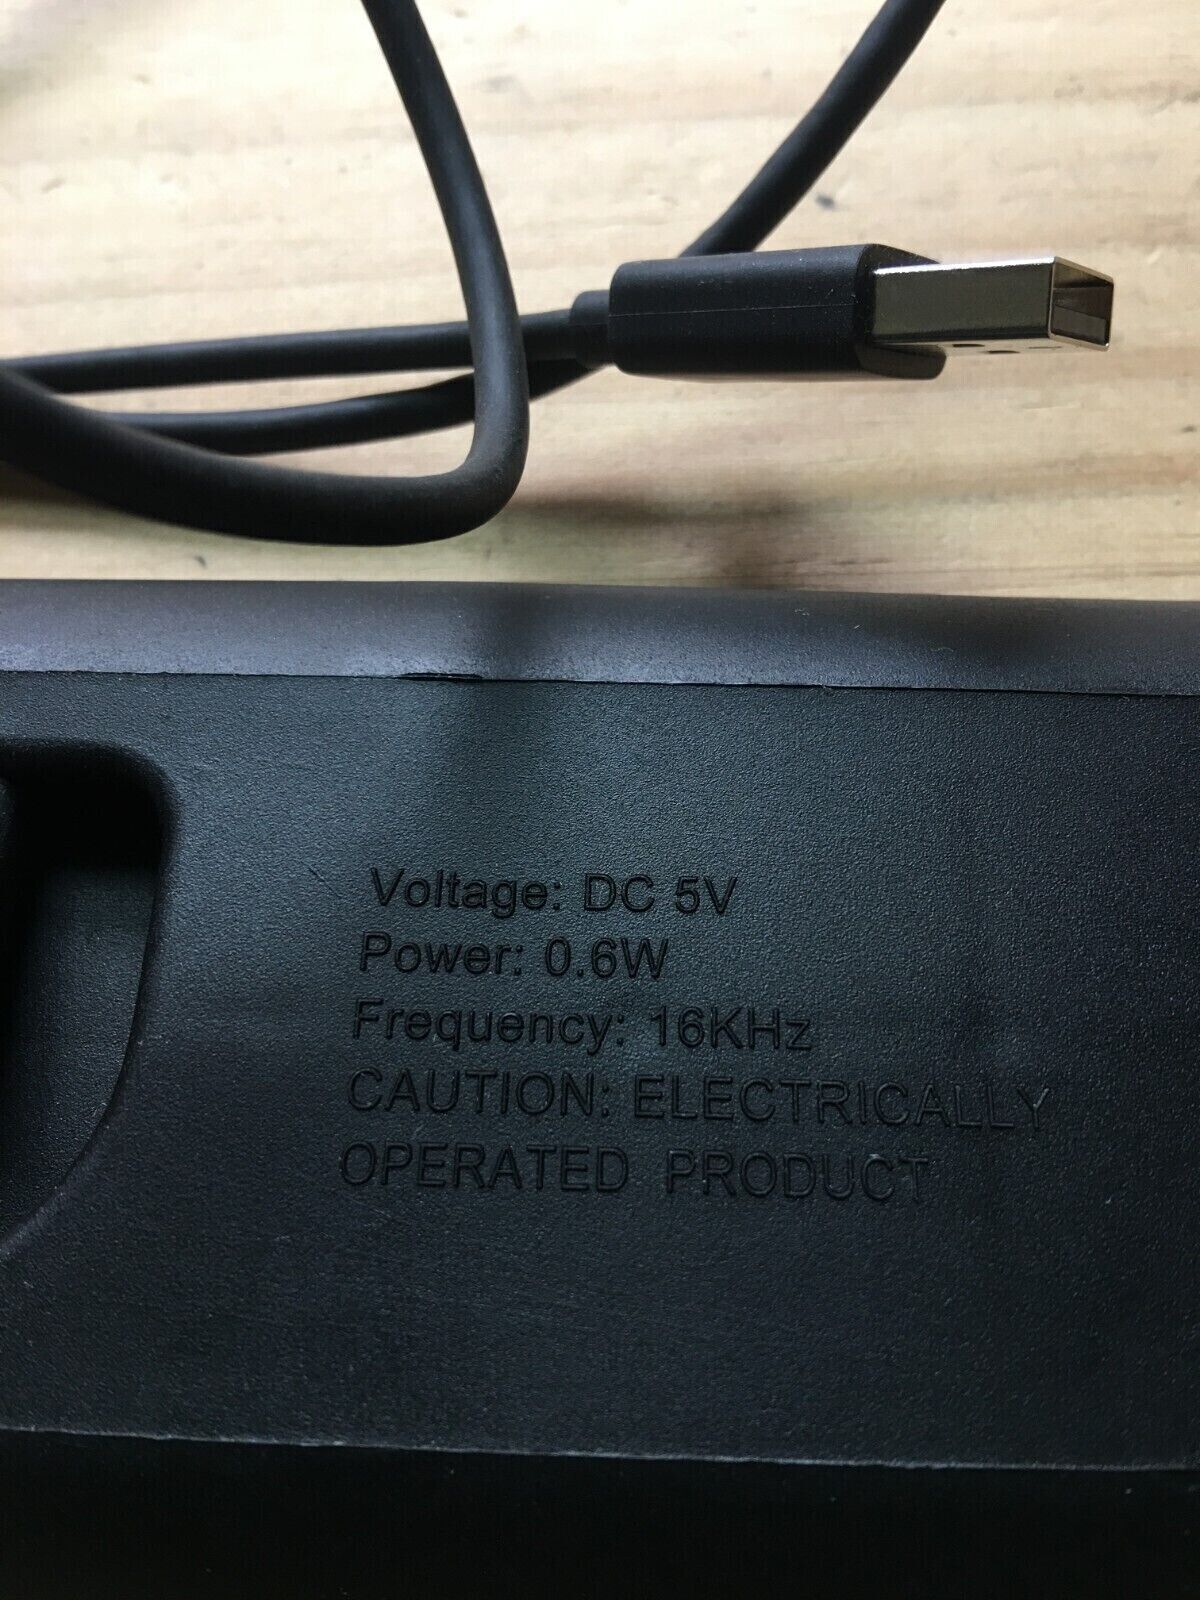 Voltage: DC 5V
Power: 0.6W
Frequency: 16KHz
CAUTION: ELECTRICALLY
OPERATED PRODUCT